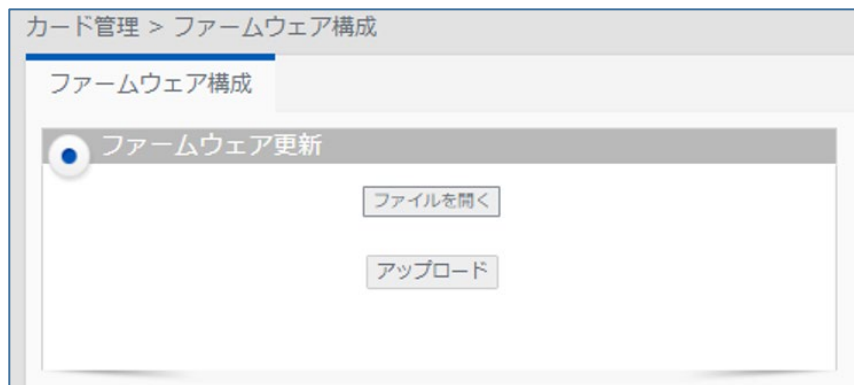 カード管理 > ファームウェア構成
ファームウェア構成
ファームウェア更新
ファイルを開く
アップロード